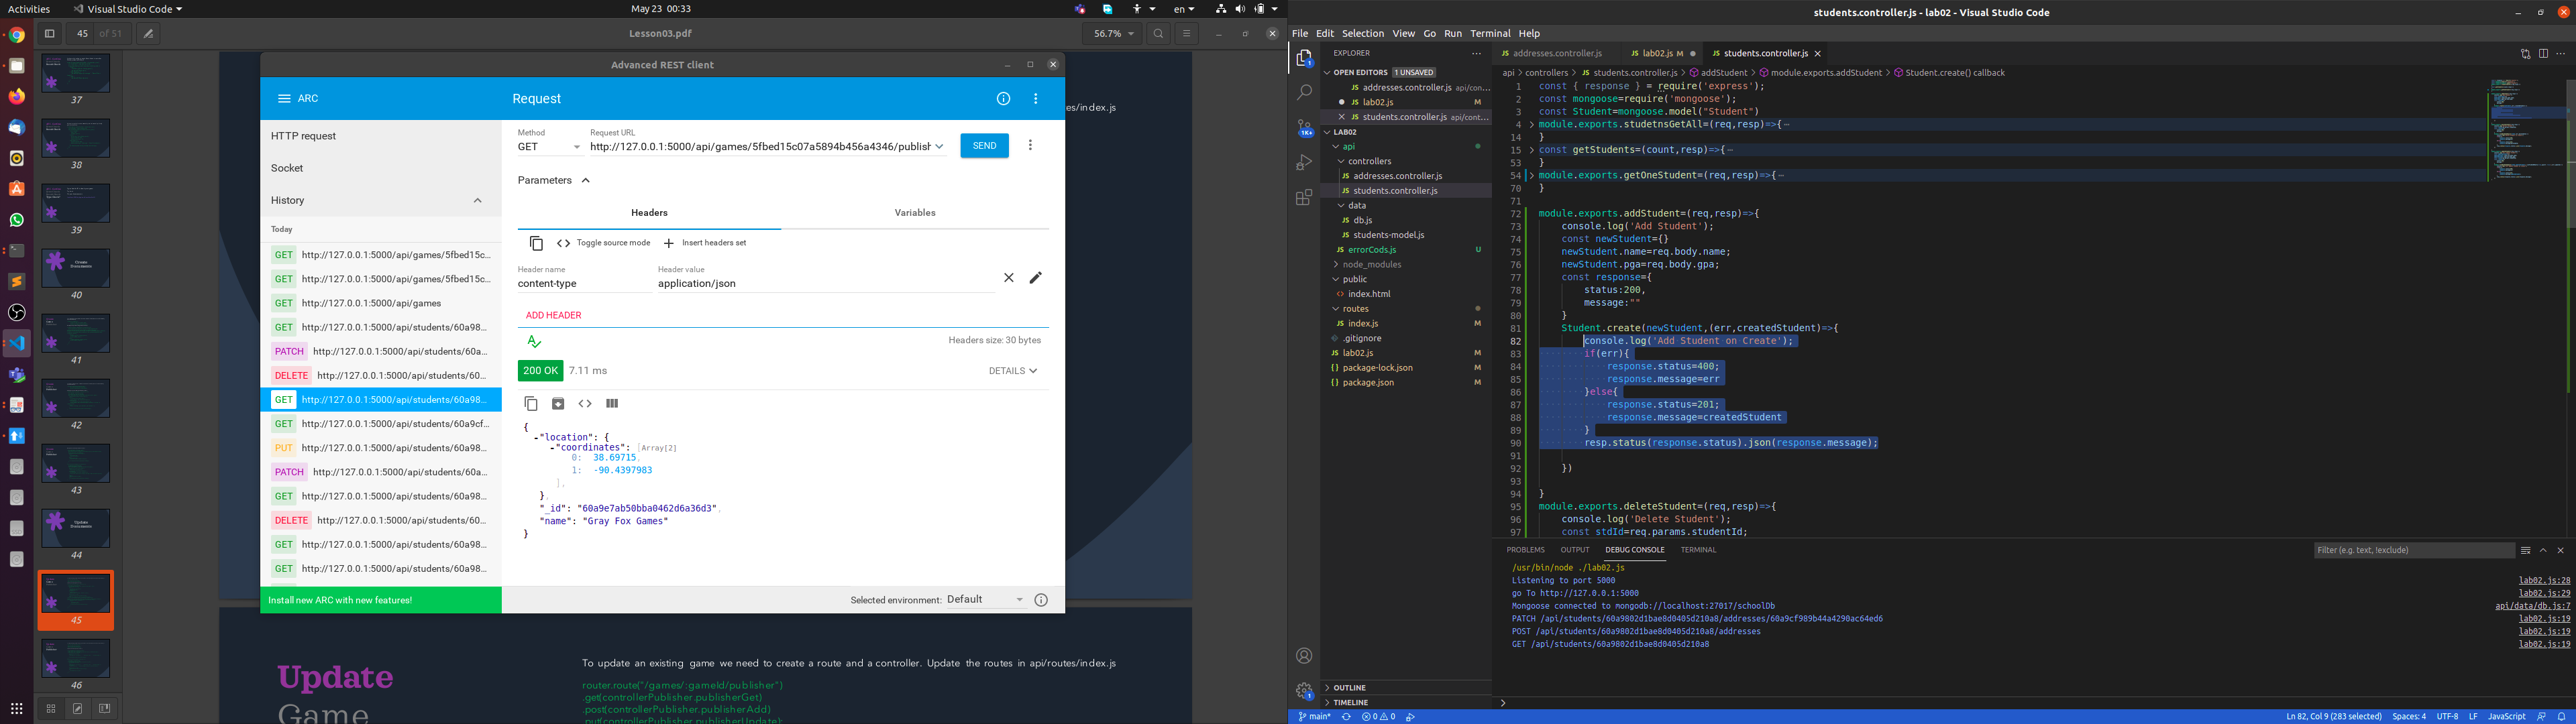 Activities
Visual Studio Code
May 23 00:33
en
45 of 51
Lesson03.pdf
56.7%
37
38
39
Create
Documents
40
41
42
43
Update
Documents
44
45
46
es/index.js
Update
Game
To update an existing game we need to create a route and a controller. Update the routes in api/routes/index.js
router.route("/games/:gameId/publisher")
.get(controllerPublisher.publisherGet)
.post(controllerPublisher.publisherAdd)
.put(controllerPublisher.publisherUpdate);
Advanced REST client
ARC
Request
HTTP request
Socket
History
Today
GET http://127.0.0.1:5000/api/games/5fbed15c...
GET http://127.0.0.1:5000/api/games/5fbed15c...
GET http://127.0.0.1:5000/api/games
GET http://127.0.0.1:5000/api/students/60a98...
PATCH http://127.0.0.1:5000/api/students/60a...
DELETE http://127.0.0.1:5000/api/students/60...
GET http://127.0.0.1:5000/api/students/60a98...
GET http://127.0.0.1:5000/api/students/60a9cf...
PUT http://127.0.0.1:5000/api/students/60a98...
PATCH http://127.0.0.1:5000/api/students/60a...
GET http://127.0.0.1:5000/api/students/60a98...
DELETE http://127.0.0.1:5000/api/students/60...
GET http://127.0.0.1:5000/api/students/60a98...
GET http://127.0.0.1:5000/api/students/60a98...
Install new ARC with new features!
Method
GET
Request URL
http://127.0.0.1:5000/api/games/5fbed15c07a5894b456a4346/publish
SEND
Parameters
Headers
Variables
Toggle source mode
Insert headers set
Header name
content-type
Header value
application/json
ADD HEADER
Headers size: 30 bytes
200 OK 7.11 ms
DETAILS
{
-"location": {
-"coordinates": [Array[2]
0: 38.69715,
1: -90.4397983
],
},
"_id": "60a9e7ab50bba0462d6a36d3",
"name": "Gray Fox Games"
}
Selected environment: Default
students.controller.js - lab02 - Visual Studio Code
File Edit Selection View Go Run Terminal Help
EXPLORER
OPEN EDITORS 1 UNSAVED
addresses.controller.js api/con...
lab02.js M
students.controller.js api/cont...
LAB02
api
controllers
addresses.controller.js
students.controller.js
data
db.js
students-model.js
errorCods.js U
node_modules
public
index.html
routes
index.js M
.gitignore
lab02.js M
package-lock.json M
package.json M
OUTLINE
TIMELINE
1
1K+
1
addresses.controller.js
lab02.js M
students.controller.js
api > controllers > students.controller.js > addStudent > module.exports.addStudent > Student.create() callback
1 const { response } = require('express');
2 const mongoose=require('mongoose');
3 const Student=mongoose.model("Student")
4 module.exports.studetnsGetAll=(req,resp)=>{…
14 }
15 const getStudents=(count,resp)=>{…
53 }
54 module.exports.getOneStudent=(req,resp)=>{…
70 }
71
72 module.exports.addStudent=(req,resp)=>{
73 console.log('Add Student');
74 const newStudent={}
75 newStudent.name=req.body.name;
76 newStudent.pga=req.body.gpa;
77 const response={
78 status:200,
79 message:""
80 }
81 Student.create(newStudent,(err,createdStudent)=>{
82 console.log('Add Student on Create');
83 if(err){
84 response.status=400;
85 response.message=err
86 }else{
87 response.status=201;
88 response.message=createdStudent
89 }
90 resp.status(response.status).json(response.message);
91
92 })
93
94 }
95 module.exports.deleteStudent=(req,resp)=>{
96 console.log('Delete Student');
97 const stdId=req.params.studentId;
PROBLEMS OUTPUT DEBUG CONSOLE TERMINAL
Filter (e.g. text, !exclude)
/usr/bin/node ./lab02.js
Listening to port 5000 lab02.js:28
go To http://127.0.0.1:5000 lab02.js:29
Mongoose connected to mongodb://localhost:27017/schoolDb api/data/db.js:7
PATCH /api/students/60a9802d1bae8d0405d210a8/addresses/60a9cf989b44a4290ac64ed6 lab02.js:19
POST /api/students/60a9802d1bae8d0405d210a8/addresses lab02.js:19
GET /api/students/60a9802d1bae8d0405d210a8 lab02.js:19
main*
0 0
Ln 82, Col 9 (283 selected) Spaces: 4 UTF-8 LF JavaScript